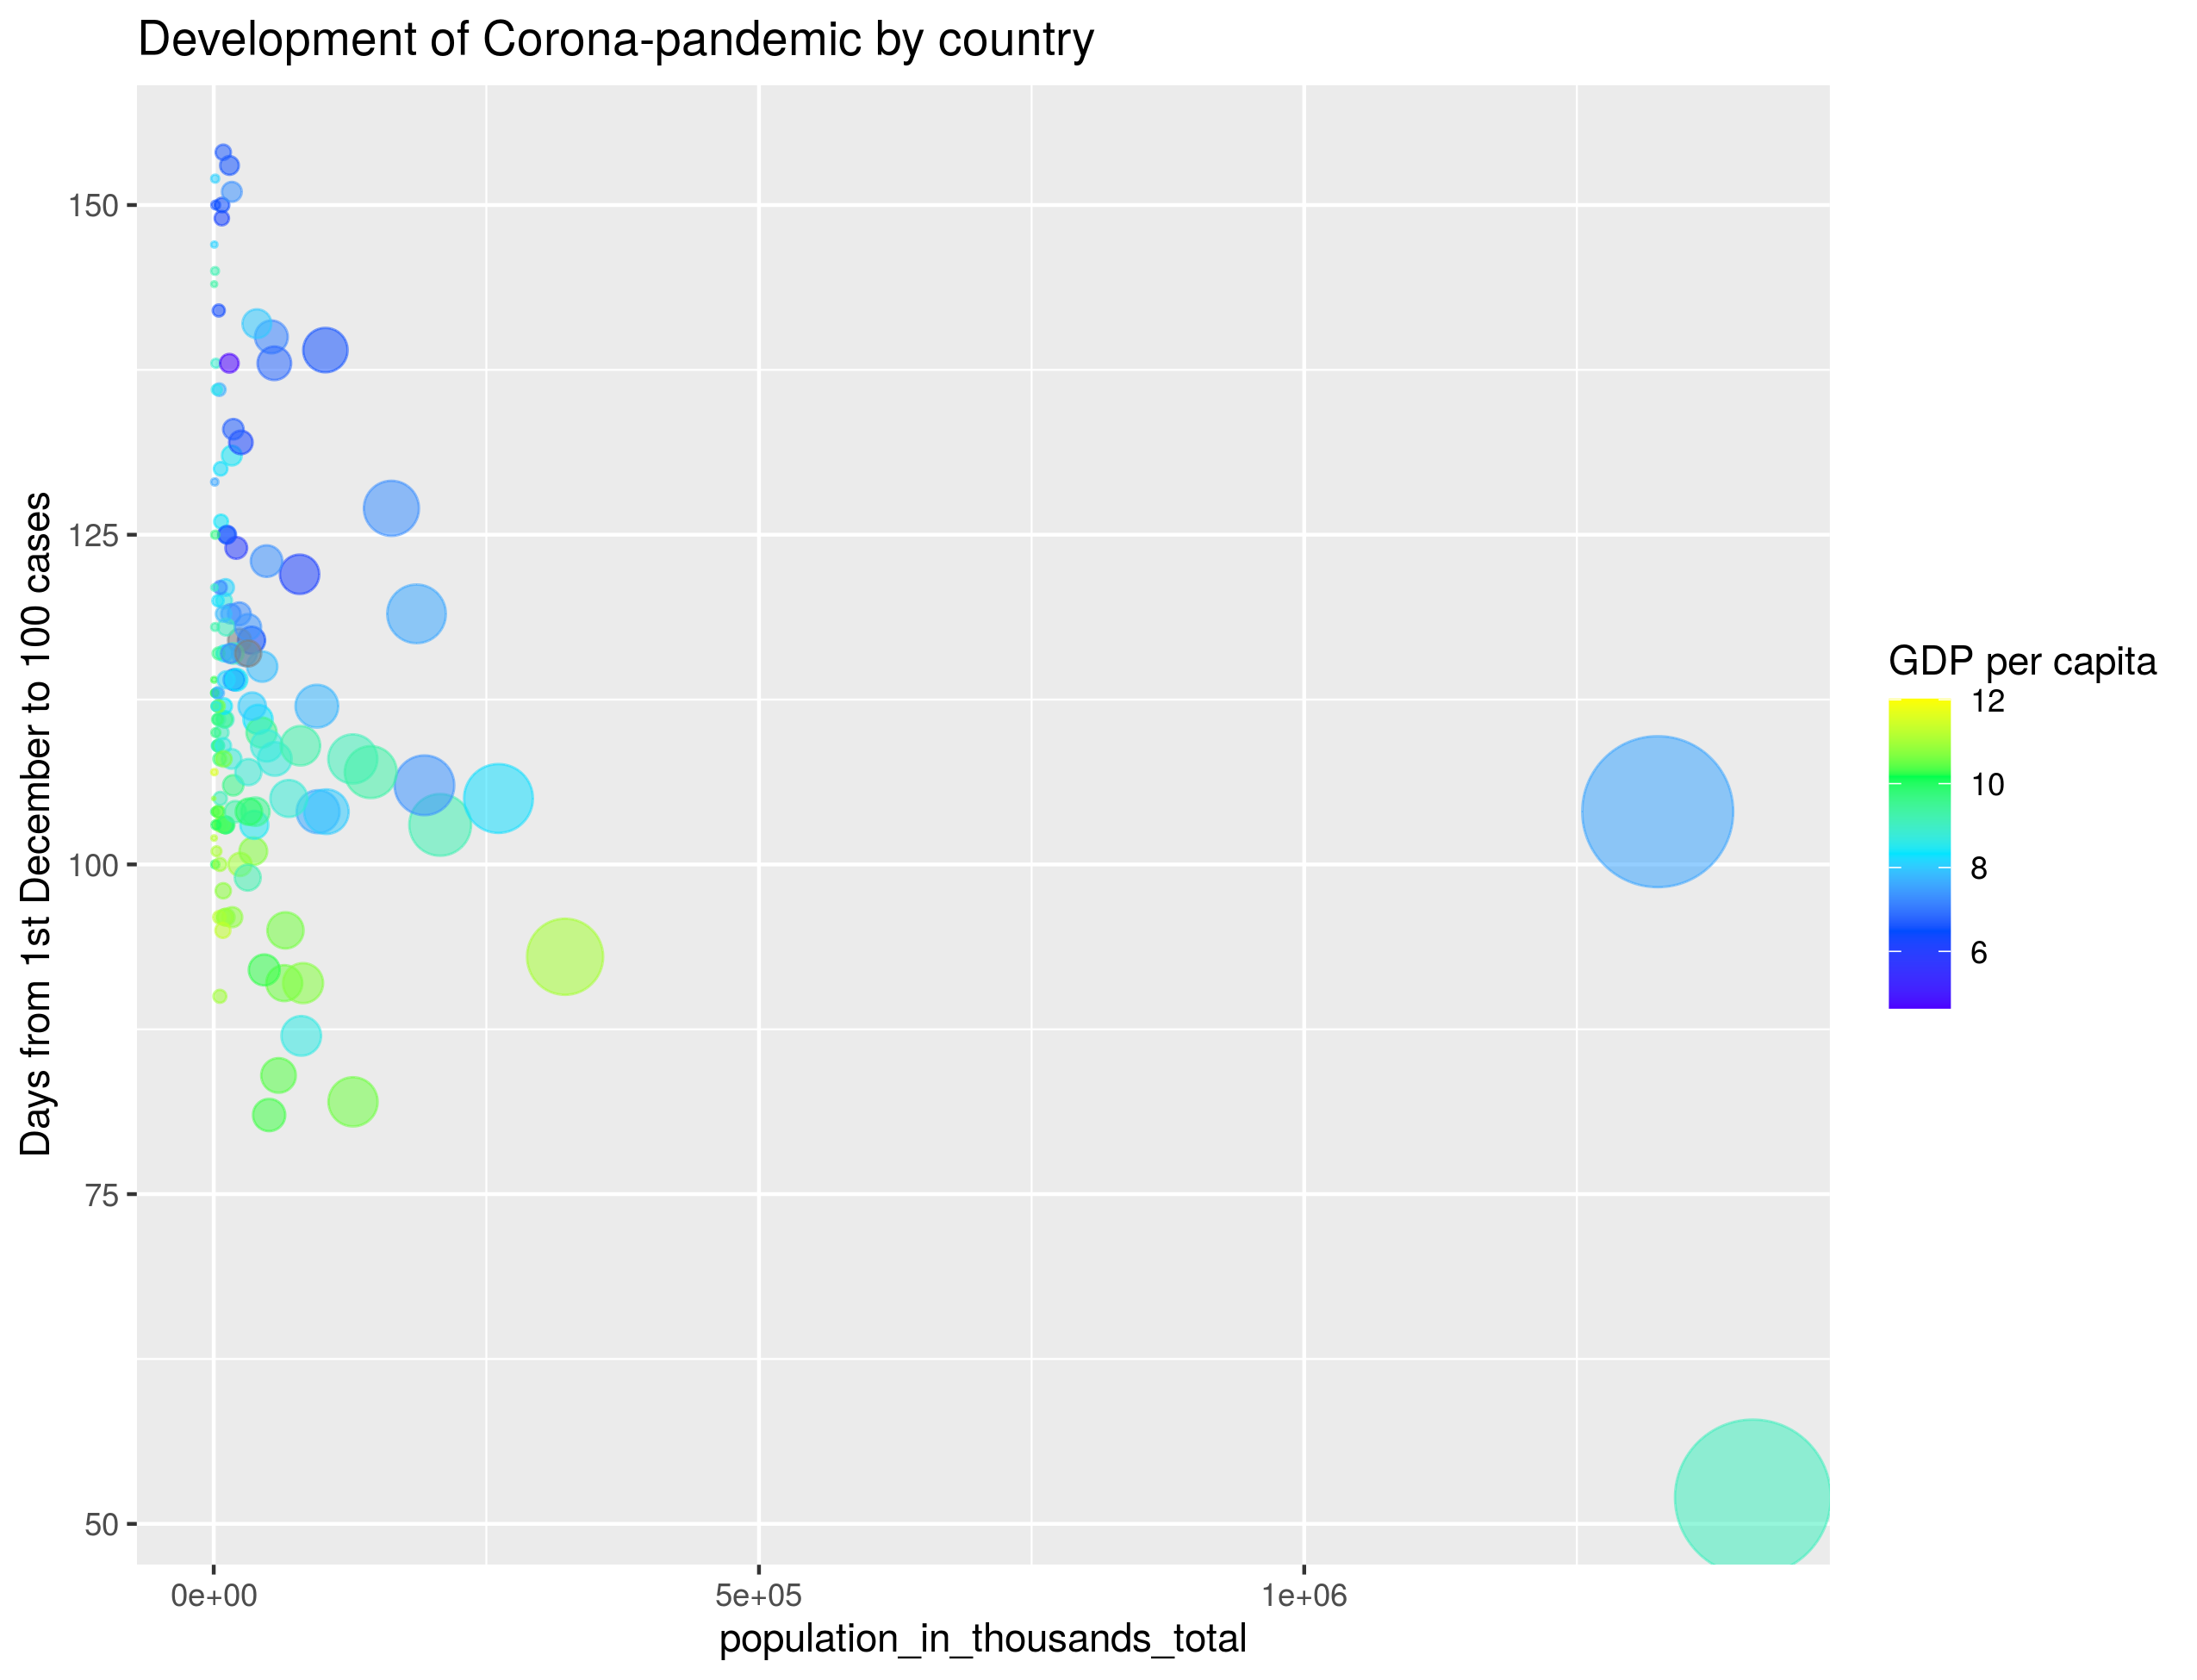 Development of Corona-pandemic by country
Days from 1st December to 100 cases
150
125
100
75
50
0e+00
5e+05
1e+06
population_in_thousands_total
GDP per capita
12
10
8
6